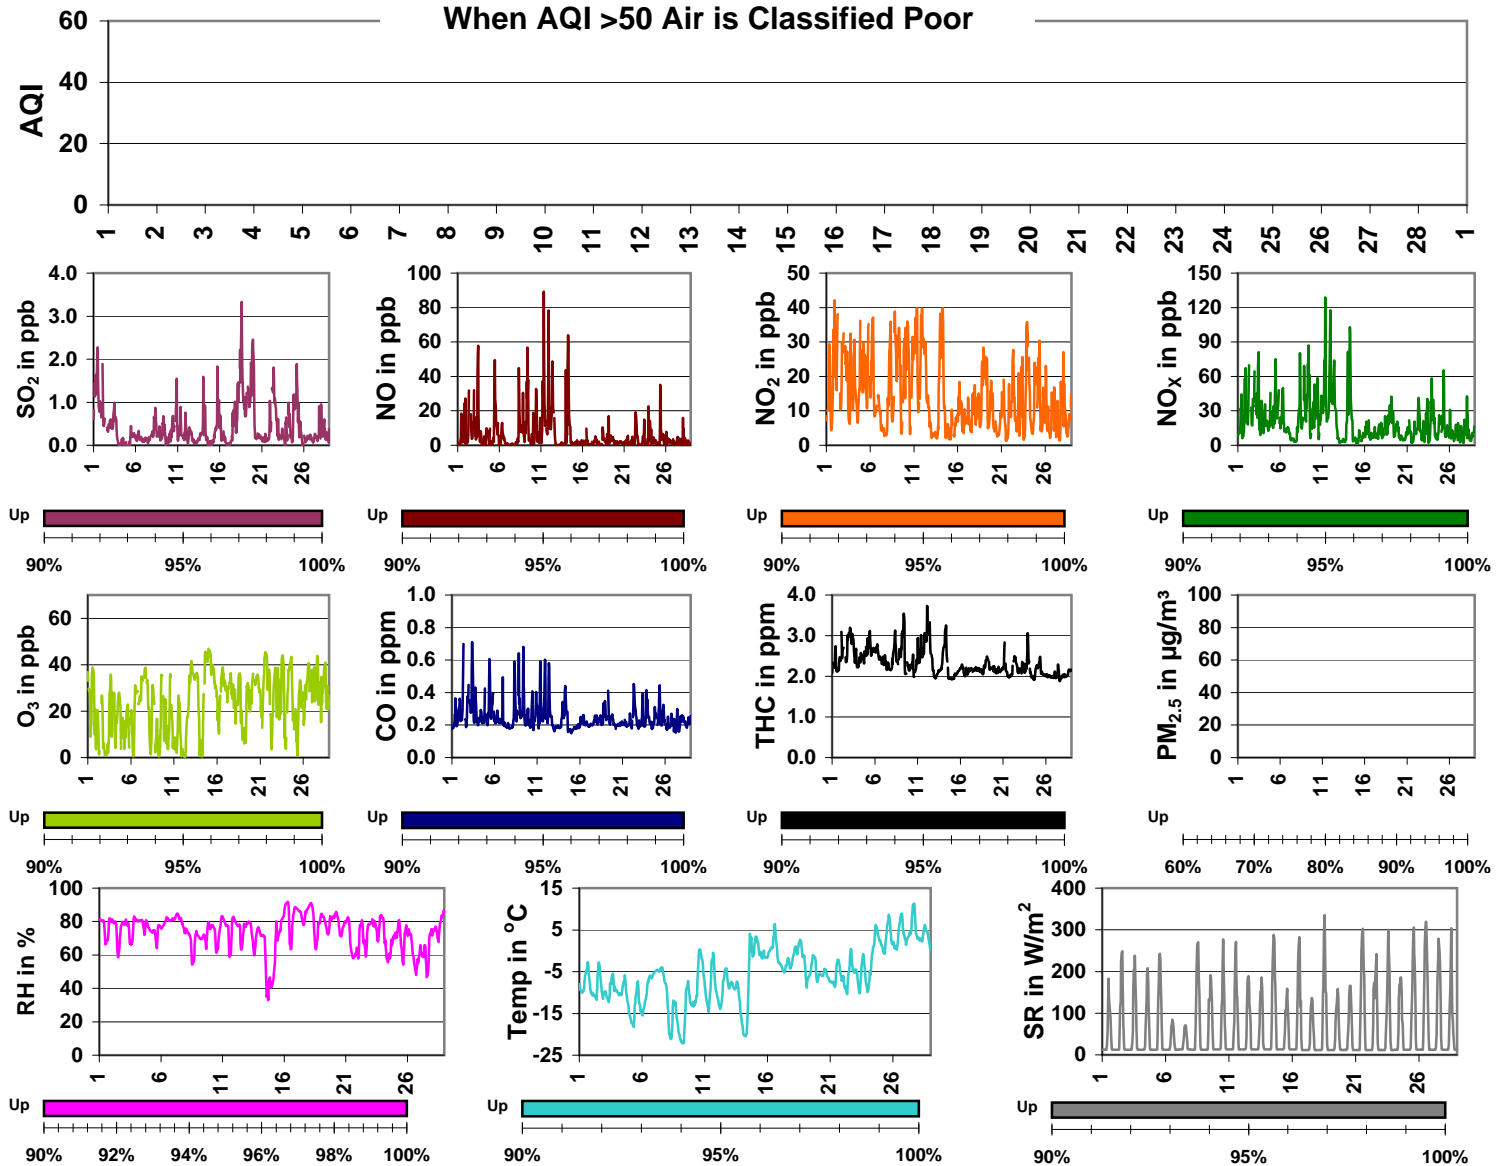 When AQI >50 Air is Classified Poor
AQI
60
40
20
0
1 2 3 4 5 6 7 8 9 10 11 12 13 14 15 16 17 18 19 20 21 22 23 24 25 26 27 28 1
SO2 in ppb
4.0
3.0
2.0
1.0
0.0
1 6 11 16 21 26
Up
90% 95% 100%
NO in ppb
100
80
60
40
20
0
1 6 11 16 21 26
Up
90% 95% 100%
NO2 in ppb
50
40
30
20
10
0
1 6 11 16 21 26
Up
90% 95% 100%
NOX in ppb
150
120
90
60
30
0
1 6 11 16 21 26
Up
90% 95% 100%
O3 in ppb
60
40
20
0
1 6 11 16 21 26
Up
90% 95% 100%
CO in ppm
1.0
0.8
0.6
0.4
0.2
0.0
1 6 11 16 21 26
Up
90% 95% 100%
THC in ppm
4.0
3.0
2.0
1.0
0.0
1 6 11 16 21 26
Up
90% 95% 100%
PM2.5 in µg/m³
100
80
60
40
20
0
1 6 11 16 21 26
Up
60% 70% 80% 90% 100%
RH in %
100
80
60
40
20
0
1 6 11 16 21 26
Up
90% 92% 94% 96% 98% 100%
Temp in °C
15
5
-5
-15
-25
1 6 11 16 21 26
Up
90% 95% 100%
SR in W/m²
400
300
200
100
0
1 6 11 16 21 26
Up
90% 95% 100%